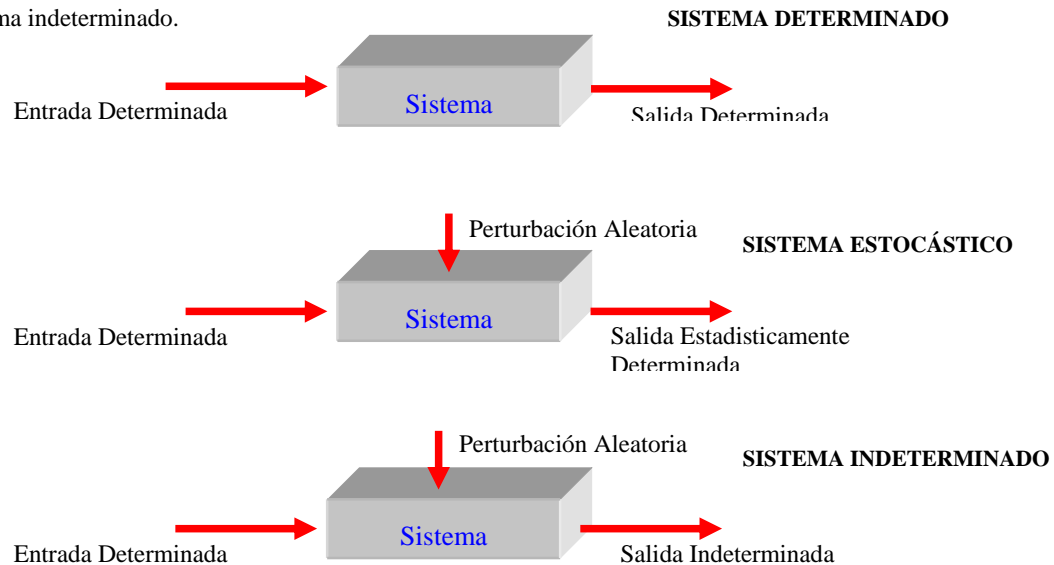 ma indeterminado.
SISTEMA DETERMINADO
Sistema
Entrada Determinada
Salida Determinada
Perturbación Aleatoria
SISTEMA ESTOCÁSTICO
Sistema
Entrada Determinada
Salida Estadisticamente
Determinada
Perturbación Aleatoria
SISTEMA INDETERMINADO
Sistema
Entrada Determinada
Salida Indeterminada